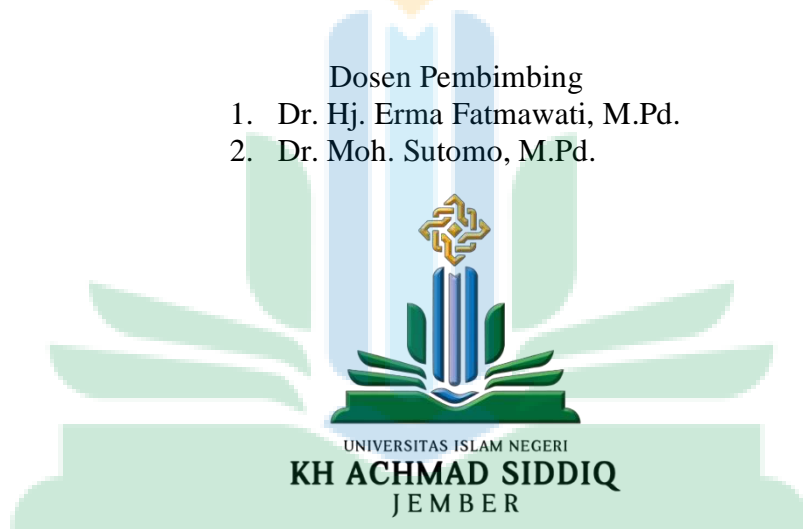 Dosen Pembimbing
1. Dr. Hj. Erma Fatmawati, M.Pd.
2. Dr. Moh. Sutomo, M.Pd.
UNIVERSITAS ISLAM NEGERI
KH ACHMAD SIDDIQ
JEMBER